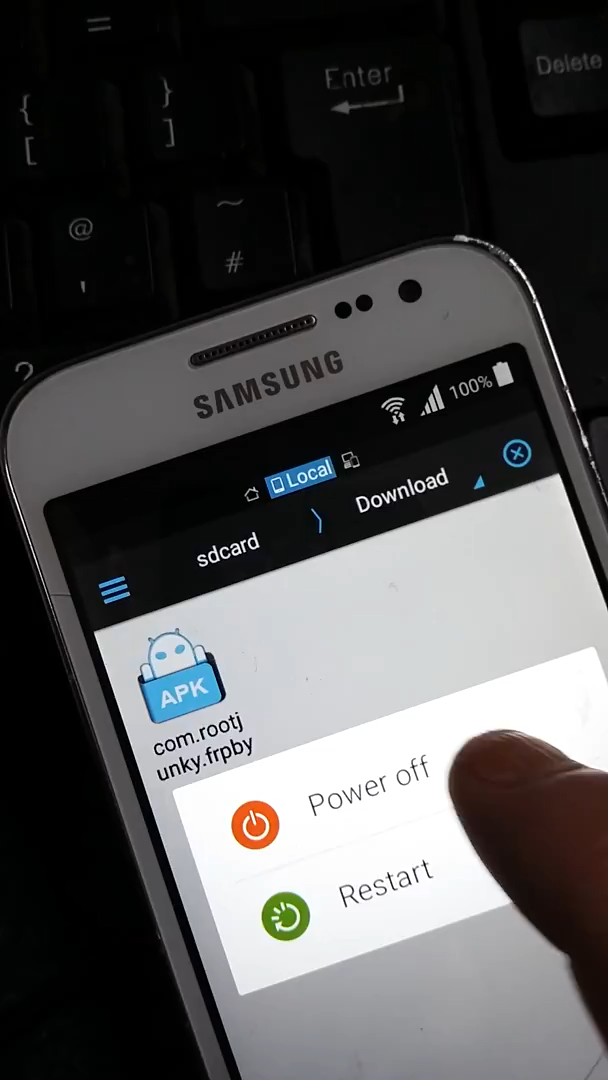 =
Enter
Delete
{
[
}
]
@
'
~
#
?
SAMSUNG
100%
Local
sdcard
Download
APK
com.rootj
unky.frpby
Power off
Restart